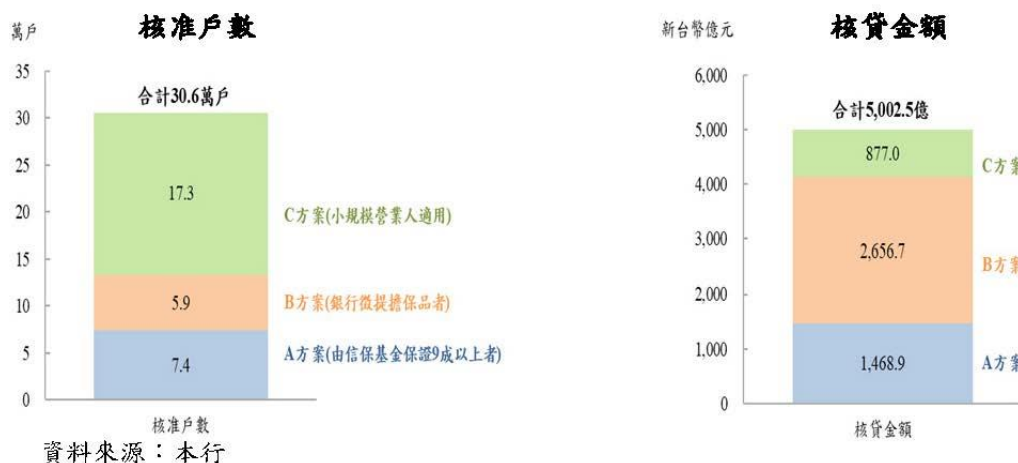 核准戶數
萬戶
35
30
25
20
15
10
5
0
合計30.6萬戶
17.3
5.9
7.4
C方案(小規模營業人適用)
B方案(銀行徵提擔保品者)
A方案(由信保基金保證9成以上者)
核准戶數
資料來源：本行
核貸金額
新台幣億元
6,000
5,000
4,000
3,000
2,000
1,000
0
合計5,002.5億
877.0
2,656.7
1,468.9
C方案
B方案
A方案
核貸金額